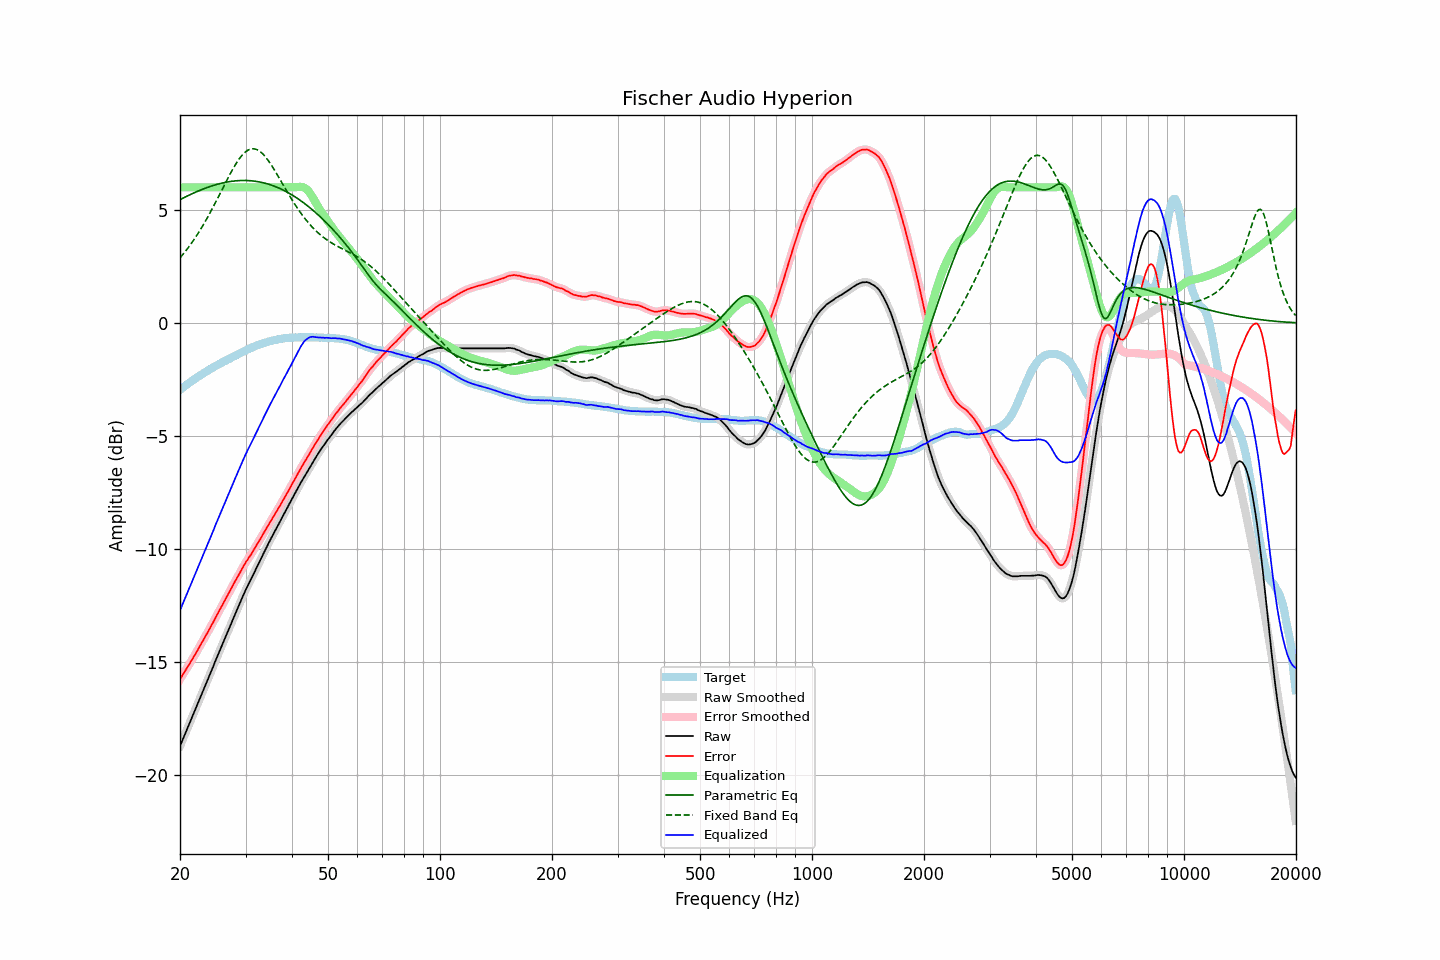 Fischer Audio Hyperion
Amplitude (dBr)
5
0
−5
−10
−15
−20
Target
Raw Smoothed
Error Smoothed
Raw
Error
Equalization
Parametric Eq
Fixed Band Eq
Equalized
20 50 100 200 500 1000 2000 5000 10000 20000
Frequency (Hz)